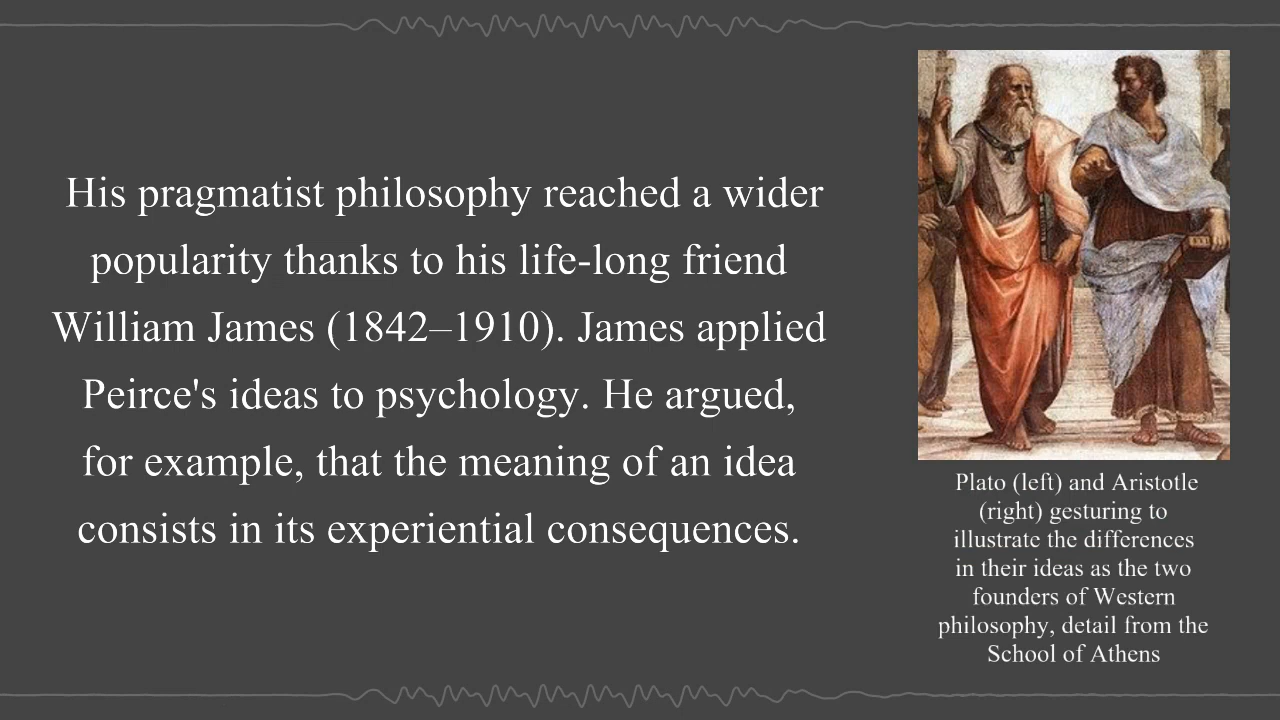 His pragmatist philosophy reached a wider
popularity thanks to his life-long friend
William James (1842–1910). James applied
Peirce's ideas to psychology. He argued,
for example, that the meaning of an idea
consists in its experiential consequences.
Plato (left) and Aristotle
(right) gesturing to
illustrate the differences
in their ideas as the two
founders of Western
philosophy, detail from the
School of Athens